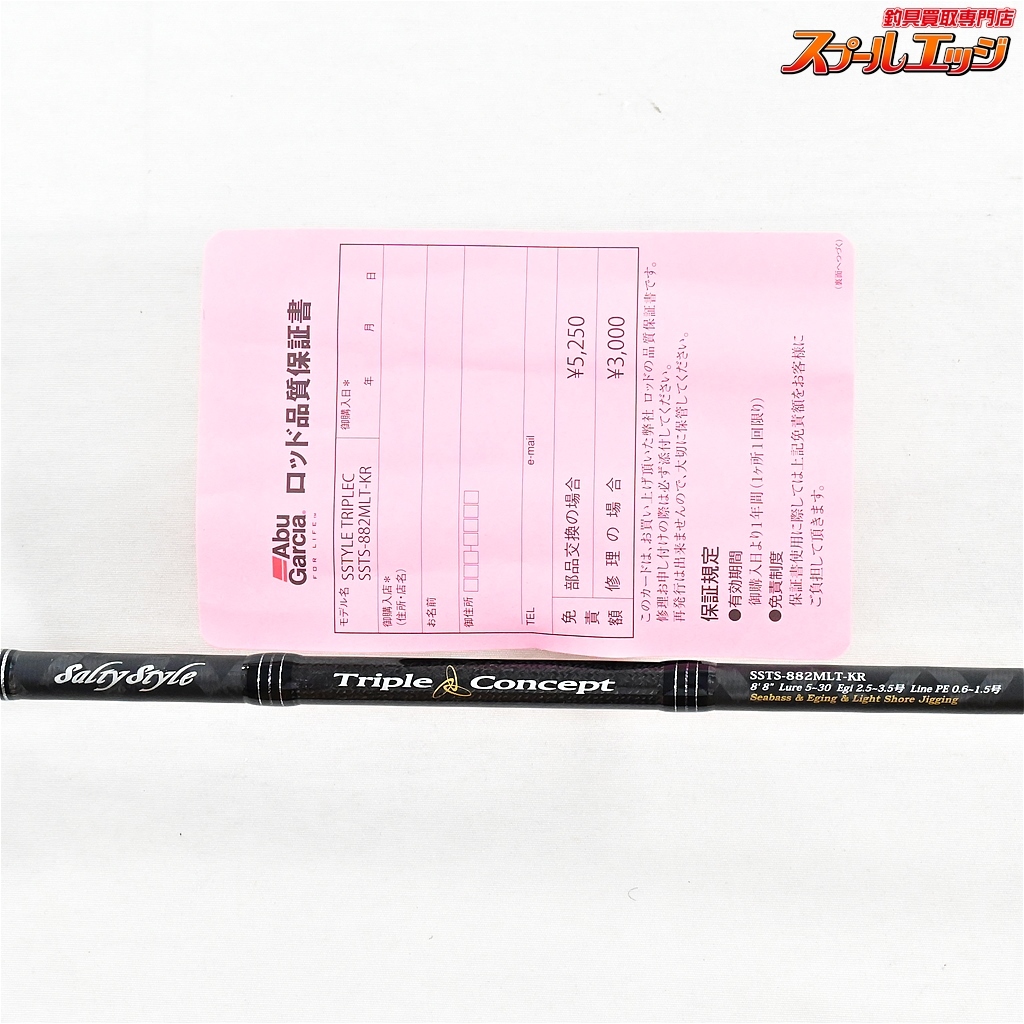 釣具買取専門店
スプールエッジ
Abu Garcia®
FOR LIFE™
ロッド品質保証書
モデル名 SSTYLE TRIPLEC
SSTS-882MLT-KR
御購入日* 年 月 日
御購入店*
(住所・店名)
お名前
御住所
TEL e-mail
免責額
部品交換の場合 ¥5,250
修理の場合 ¥3,000
このカードは、お買い上げ頂いた弊社 ロッドの品質保証書です。
修理お申し付けの際は必ず添付してください。
再発行は出来ませんので、大切に保管してください。
保証規定
●有効期間
御購入日より1年間(1ヶ所1回限り)
●免責制度
保証書使用に際しては上記免責額をお客様に
ご負担して頂きます。
(裏面へつづく)
SaltyStyle
Triple Concept
SSTS-882MLT-KR
8'8" Lure 5~30 Egi 2.5~3.5号 Line PE 0.6~1.5号
Seabass & Eging & Light Shore Jigging